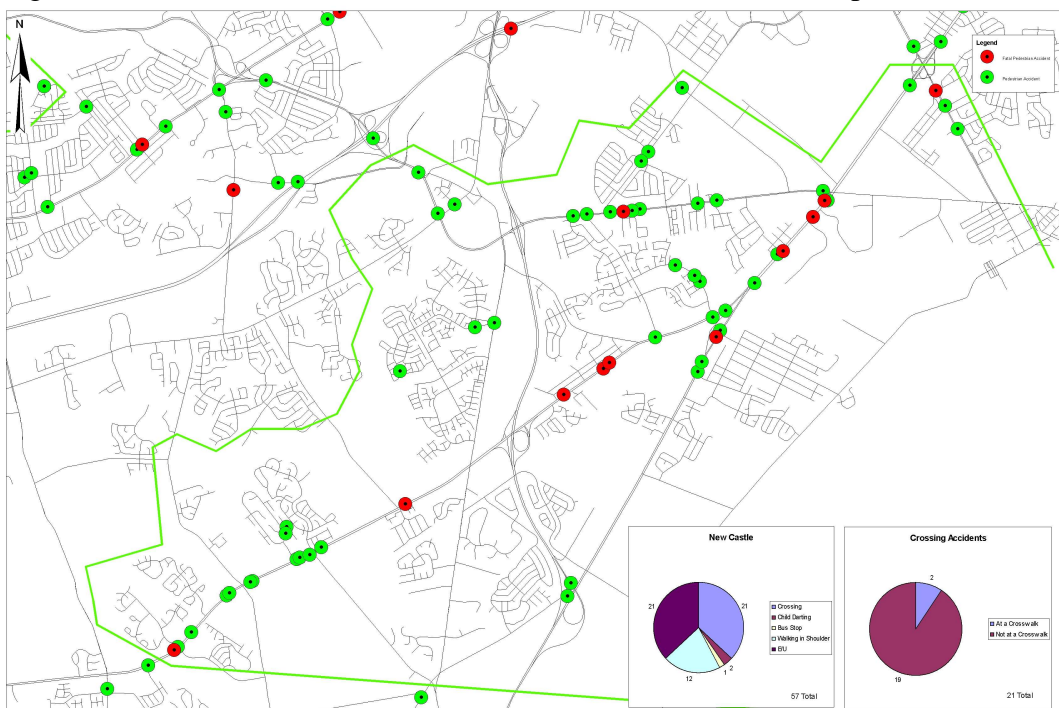 N
Legend
Fatal Pedestrian Accident
Pedestrian Accident
New Castle
21
21
2
1
12
Crossing
Child Darting
Bus Stop
Walking in Shoulder
E/U
57 Total
Crossing Accidents
2
19
At a Crosswalk
Not at a Crosswalk
21 Total